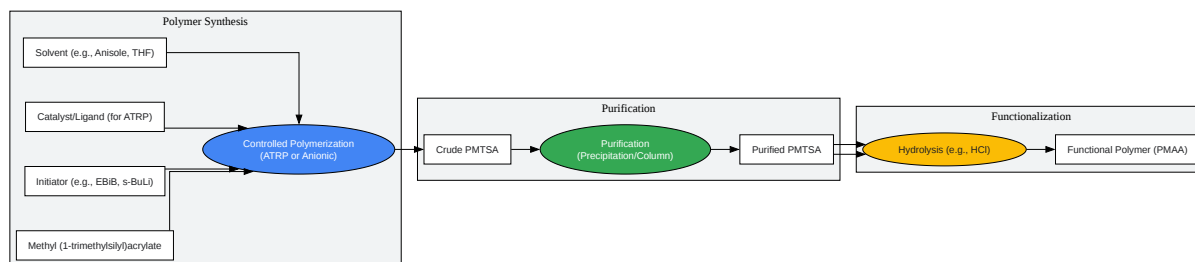 Polymer Synthesis
Solvent (e.g., Anisole, THF)
Catalyst/Ligand (for ATRP)
Controlled Polymerization
(ATRP or Anionic)
Initiator (e.g., EBiB, s-BuLi)
Methyl (1-trimethylsilyl)acrylate
Purification
Crude PMTSA
Purification
(Precipitation/Column)
Purified PMTSA
Functionalization
Hydrolysis (e.g., HCl)
Functional Polymer (PMAA)